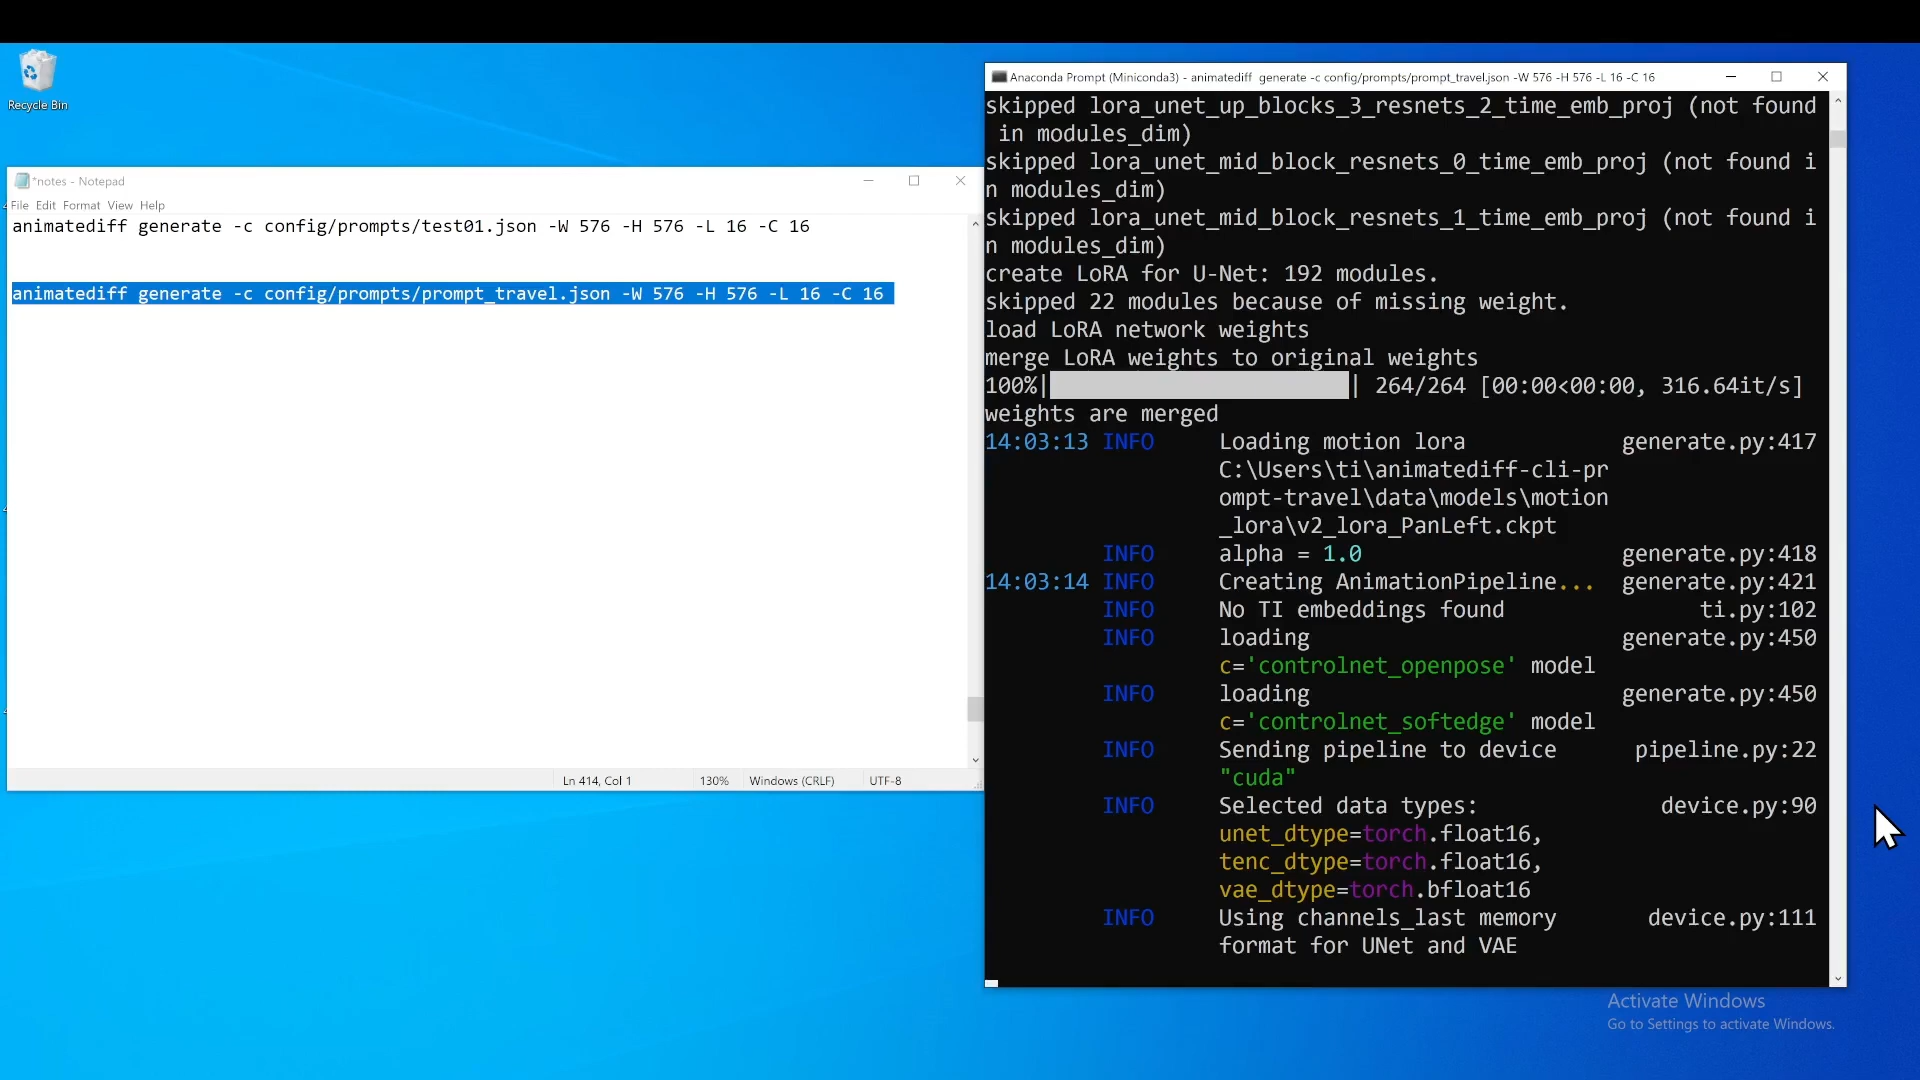 Recycle Bin
*notes - Notepad
File Edit Format View Help
animatediff generate -c config/prompts/test01.json -W 576 -H 576 -L 16 -C 16
animatediff generate -c config/prompts/prompt_travel.json -W 576 -H 576 -L 16 -C 16
Ln 414, Col 1 130% Windows (CRLF) UTF-8
Anaconda Prompt (Miniconda3) - animatediff generate -c config/prompts/prompt_travel.json -W 576 -H 576 -L 16 -C 16
skipped lora_unet_up_blocks_3_resnets_2_time_emb_proj (not found
in modules_dim)
skipped lora_unet_mid_block_resnets_0_time_emb_proj (not found i
n modules_dim)
skipped lora_unet_mid_block_resnets_1_time_emb_proj (not found i
n modules_dim)
create LoRA for U-Net: 192 modules.
skipped 22 modules because of missing weight.
load LoRA network weights
merge LoRA weights to original weights
100%| | 264/264 [00:00<00:00, 316.64it/s]
weights are merged
14:03:13 INFO Loading motion lora generate.py:417
C:\Users\ti\animatediff-cli-pr
ompt-travel\data\models\motion
_lora\v2_lora_PanLeft.ckpt
INFO alpha = 1.0 generate.py:418
14:03:14 INFO Creating AnimationPipeline... generate.py:421
INFO No TI embeddings found ti.py:102
INFO loading generate.py:450
c='controlnet_openpose' model
INFO loading generate.py:450
c='controlnet_softedge' model
INFO Sending pipeline to device pipeline.py:22
"cuda"
INFO Selected data types: device.py:90
unet_dtype=torch.float16,
tenc_dtype=torch.float16,
vae_dtype=torch.bfloat16
INFO Using channels_last memory device.py:111
format for UNet and VAE
Activate Windows
Go to Settings to activate Windows.